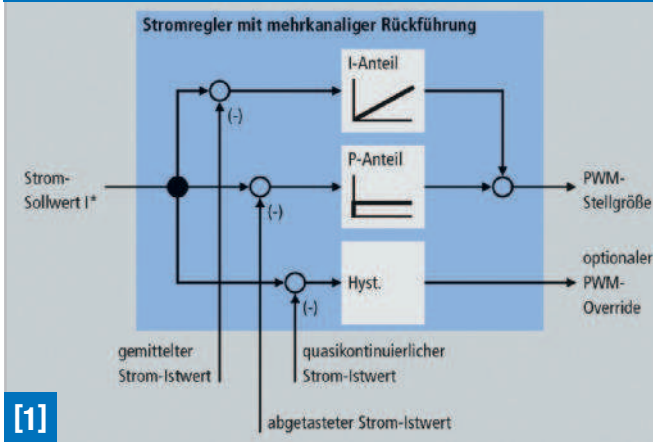 Stromregler mit mehrkanaliger Rückführung
I-Anteil
(-)
P-Anteil
Strom-
Sollwert I*
(-)
PWM-
Stellgröße
Hyst.
(-)
optionaler
PWM-
Override
gemittelter
Strom-Istwert
quasikontinuierlicher
Strom-Istwert
abgetasteter Strom-Istwert
[1]